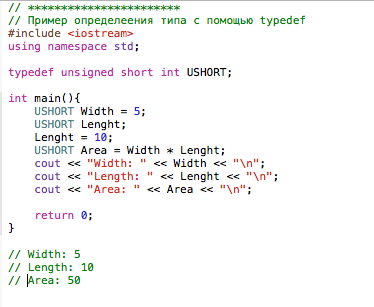 // ***********************
// Пример определеения типа с помощью typedef
#include <iostream>
using namespace std;
typedef unsigned short int USHORT;
int main(){
USHORT Width = 5;
USHORT Lenght;
Lenght = 10;
USHORT Area = Width * Lenght;
cout << "Width: " << Width << "\n";
cout << "Length: " << Lenght << "\n";
cout << "Area: " << Area << "\n";
return 0;
}
// Width: 5
// Length: 10
// Area: 50